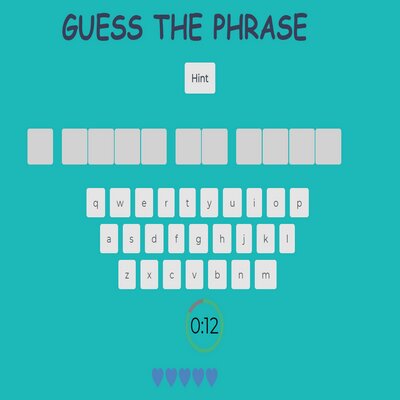 GUESS THE PHRASE
Hint
q w e r t y u i o p
a s d f g h j k l
z x c v b n m
0:12